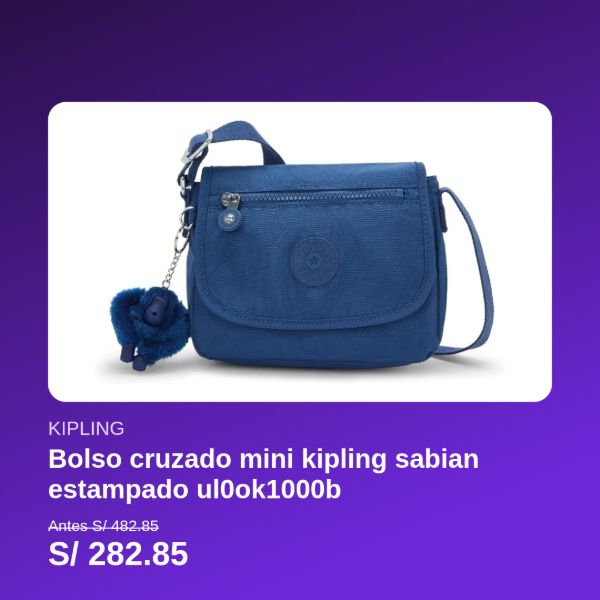 KIPLING
Bolso cruzado mini kipling sabian
estampado ul0ok1000b
Antes S/ 482.85
S/ 282.85